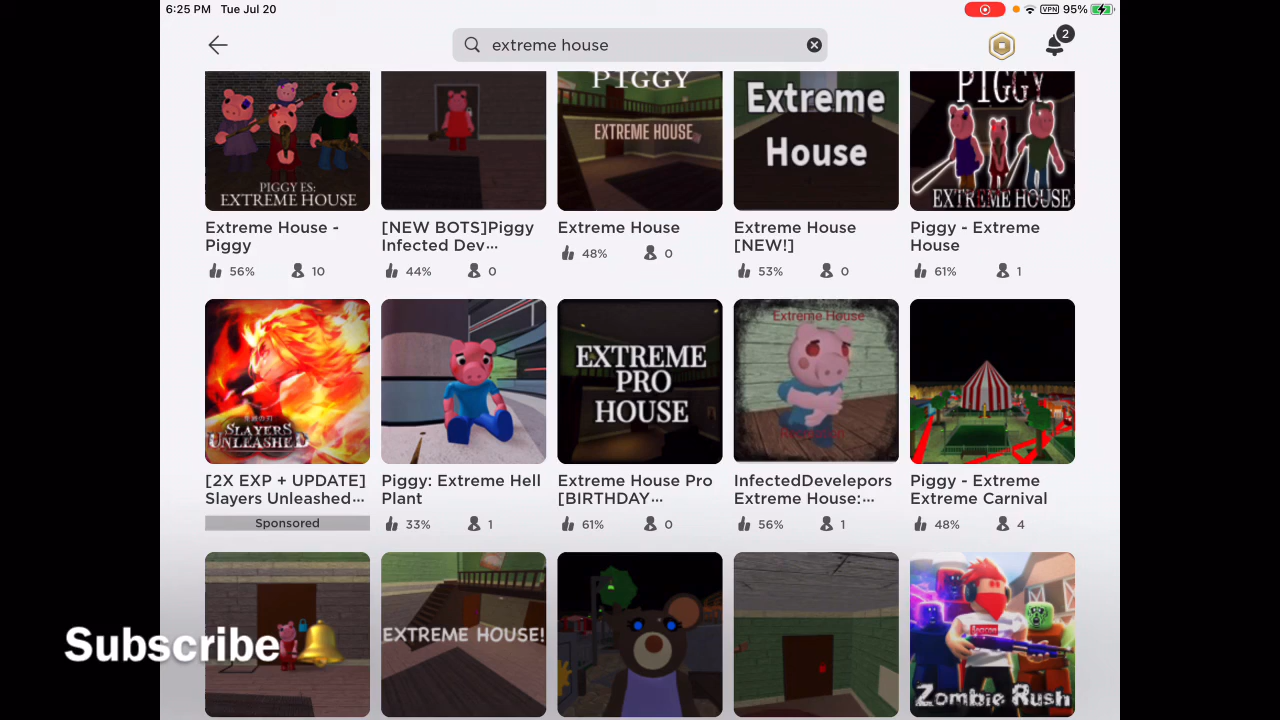 6:25 PM Tue Jul 20 VPN 95%
extreme house 2
PIGGY ES:
EXTREME HOUSE
PIGGY
EXTREME HOUSE
Extreme
House
PIGGY
EXTREME HOUSE
Extreme House -
Piggy
56% 10
[NEW BOTS]Piggy
Infected Dev...
44% 0
Extreme House
48% 0
Extreme House
[NEW!]
53% 0
Piggy - Extreme
House
61% 1
SLAYERS
UNLEASHED
EXTREME
PRO
HOUSE
Extreme House
[2X EXP + UPDATE]
Slayers Unleashed...
Sponsored
Piggy: Extreme Hell
Plant
33% 1
Extreme House Pro
[BIRTHDAY...
61% 0
InfectedDevelepors
Extreme House:...
56% 1
Piggy - Extreme
Extreme Carnival
48% 4
EXTREME HOUSE!
Zombie Rush
Subscribe